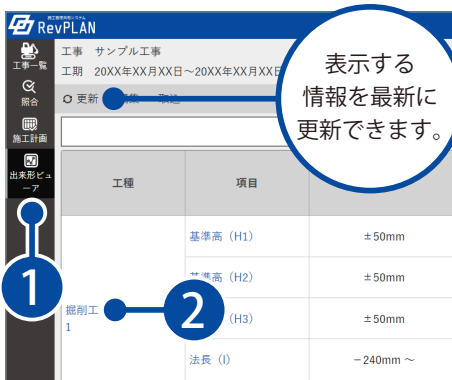 施工管理共有システム
RevPLAN
工事 サンプル工事
工期 20XX年XX月XX日～20XX年XX月XX日
更新
取込
表示する
情報を最新に
更新できます。
工事一覧
照合
施工計画
出来形ビュ
ーア
工種 項目
基準高（H1） ±50mm
基準高（H2） ±50mm
掘削工
1
（H3） ±50mm
法長（l） －240mm ～
1
2